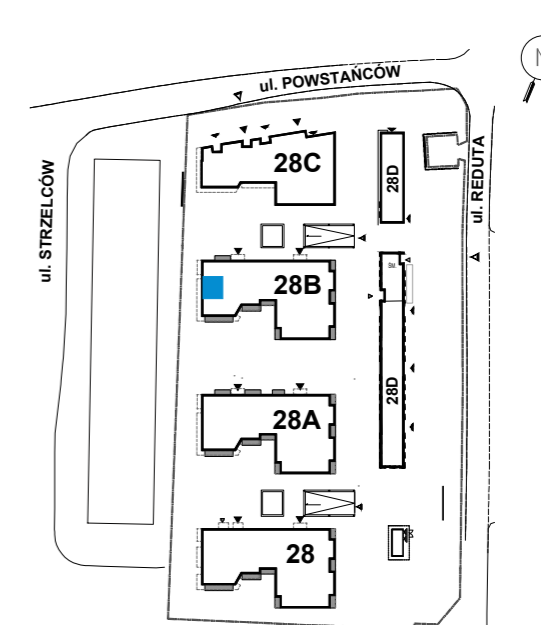 ul. POWSTAŃCÓW
ul. STRZELCÓW
ul. REDUTA
28C
28D
28B
28A
28D
28